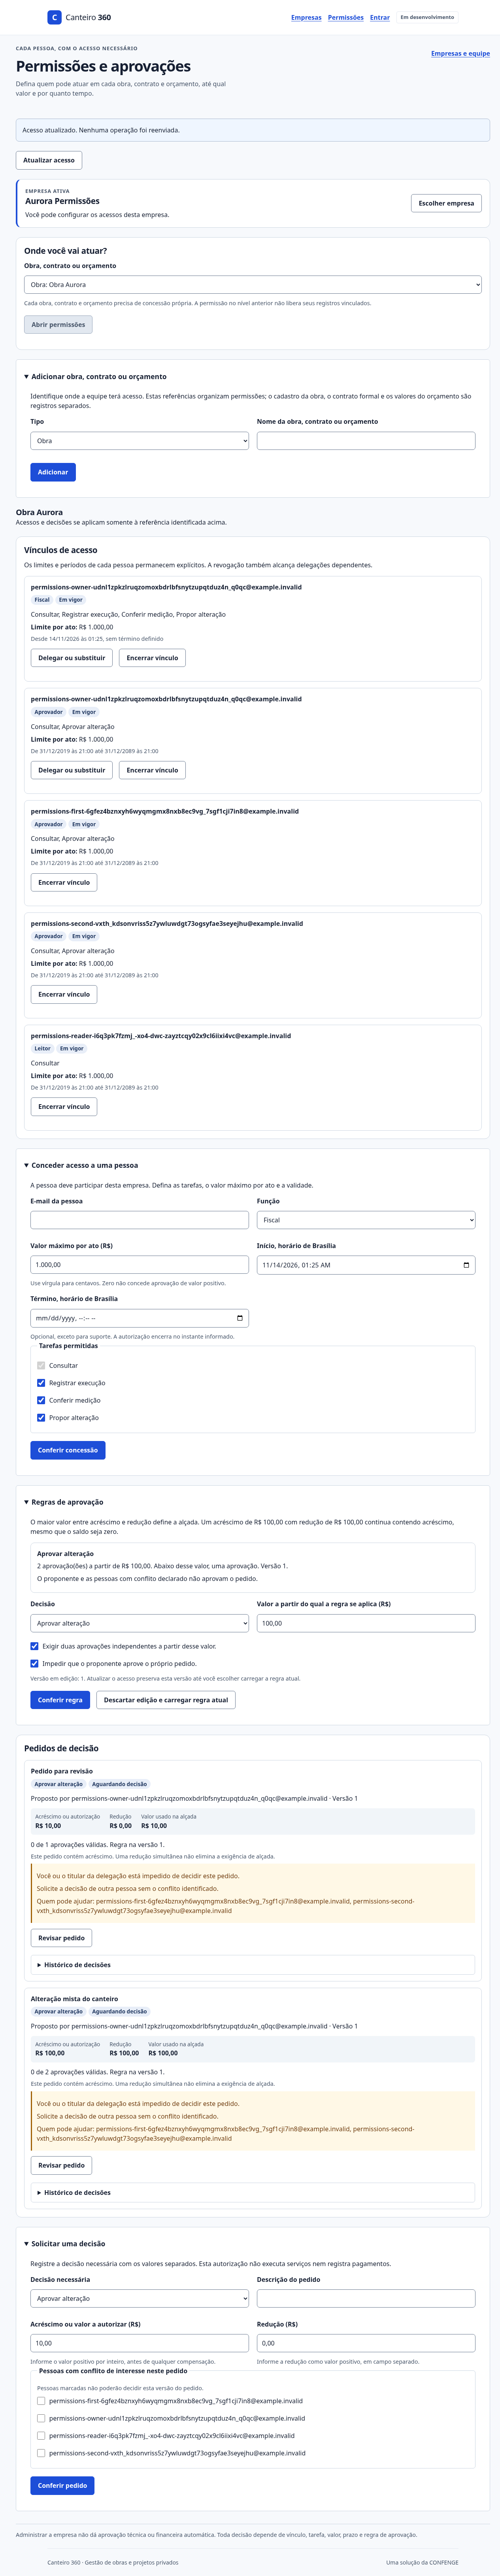 C Canteiro 360
Empresas Permissões Entrar Em desenvolvimento
CADA PESSOA, COM O ACESSO NECESSÁRIO
Permissões e aprovações
Empresas e equipe
Defina quem pode atuar em cada obra, contrato e orçamento, até qual
valor e por quanto tempo.
Acesso atualizado. Nenhuma operação foi reenviada.
Atualizar acesso
EMPRESA ATIVA
Aurora Permissões
Você pode configurar os acessos desta empresa.
Escolher empresa
Onde você vai atuar?
Obra, contrato ou orçamento
Obra: Obra Aurora
Cada obra, contrato e orçamento precisa de concessão própria. A permissão no nível anterior não libera seus registros vinculados.
Abrir permissões
Adicionar obra, contrato ou orçamento
Identifique onde a equipe terá acesso. Estas referências organizam permissões; o cadastro da obra, o contrato formal e os valores do orçamento são
registros separados.
Tipo
Nome da obra, contrato ou orçamento
Obra
Adicionar
Obra Aurora
Acessos e decisões se aplicam somente à referência identificada acima.
Vínculos de acesso
Os limites e períodos de cada pessoa permanecem explícitos. A revogação também alcança delegações dependentes.
permissions-owner-udnl1zpkzlruqzomoxbdrlbfsnytzupqtduz4n_q0qc@example.invalid
Fiscal Em vigor
Consultar, Registrar execução, Conferir medição, Propor alteração
Limite por ato: R$ 1.000,00
Desde 14/11/2026 às 01:25, sem término definido
Delegar ou substituir Encerrar vínculo
permissions-owner-udnl1zpkzlruqzomoxbdrlbfsnytzupqtduz4n_q0qc@example.invalid
Aprovador Em vigor
Consultar, Aprovar alteração
Limite por ato: R$ 1.000,00
De 31/12/2019 às 21:00 até 31/12/2089 às 21:00
Delegar ou substituir Encerrar vínculo
permissions-first-6gfez4bznxyh6wyqmgmx8nxb8ec9vg_7sgf1cji7in8@example.invalid
Aprovador Em vigor
Consultar, Aprovar alteração
Limite por ato: R$ 1.000,00
De 31/12/2019 às 21:00 até 31/12/2089 às 21:00
Encerrar vínculo
permissions-second-vxth_kdsonvriss5z7ywluwdgt73ogsyfae3seyejhu@example.invalid
Aprovador Em vigor
Consultar, Aprovar alteração
Limite por ato: R$ 1.000,00
De 31/12/2019 às 21:00 até 31/12/2089 às 21:00
Encerrar vínculo
permissions-reader-i6q3pk7fzmj_-xo4-dwc-zayztcqy02x9cl6iixi4vc@example.invalid
Leitor Em vigor
Consultar
Limite por ato: R$ 1.000,00
De 31/12/2019 às 21:00 até 31/12/2089 às 21:00
Encerrar vínculo
Conceder acesso a uma pessoa
A pessoa deve participar desta empresa. Defina as tarefas, o valor máximo por ato e a validade.
E-mail da pessoa
Função
Fiscal
Valor máximo por ato (R$)
Início, horário de Brasília
1.000,00
11/14/2026, 01:25 AM
Use vírgula para centavos. Zero não concede aprovação de valor positivo.
Término, horário de Brasília
mm/dd/yyyy, --:-- --
Opcional, exceto para suporte. A autorização encerra no instante informado.
Tarefas permitidas
Consultar
Registrar execução
Conferir medição
Propor alteração
Conferir concessão
Regras de aprovação
O maior valor entre acréscimo e redução define a alçada. Um acréscimo de R$ 100,00 com redução de R$ 100,00 continua contendo acréscimo,
mesmo que o saldo seja zero.
Aprovar alteração
2 aprovação(ões) a partir de R$ 100,00. Abaixo desse valor, uma aprovação. Versão 1.
O proponente e as pessoas com conflito declarado não aprovam o pedido.
Decisão
Valor a partir do qual a regra se aplica (R$)
Aprovar alteração
100,00
Exigir duas aprovações independentes a partir desse valor.
Impedir que o proponente aprove o próprio pedido.
Versão em edição: 1. Atualizar o acesso preserva esta versão até você escolher carregar a regra atual.
Conferir regra Descartar edição e carregar regra atual
Pedidos de decisão
Pedido para revisão
Aprovar alteração Aguardando decisão
Proposto por permissions-owner-udnl1zpkzlruqzomoxbdrlbfsnytzupqtduz4n_q0qc@example.invalid · Versão 1
Acréscimo ou autorização Redução Valor usado na alçada
R$ 10,00 R$ 0,00 R$ 10,00
0 de 1 aprovações válidas. Regra na versão 1.
Este pedido contém acréscimo. Uma redução simultânea não elimina a exigência de alçada.
Você ou o titular da delegação está impedido de decidir este pedido.
Solicite a decisão de outra pessoa sem o conflito identificado.
Quem pode ajudar: permissions-first-6gfez4bznxyh6wyqmgmx8nxb8ec9vg_7sgf1cji7in8@example.invalid, permissions-second-
vxth_kdsonvriss5z7ywluwdgt73ogsyfae3seyejhu@example.invalid
Revisar pedido
Histórico de decisões
Alteração mista do canteiro
Aprovar alteração Aguardando decisão
Proposto por permissions-owner-udnl1zpkzlruqzomoxbdrlbfsnytzupqtduz4n_q0qc@example.invalid · Versão 1
Acréscimo ou autorização Redução Valor usado na alçada
R$ 100,00 R$ 100,00 R$ 100,00
0 de 2 aprovações válidas. Regra na versão 1.
Este pedido contém acréscimo. Uma redução simultânea não elimina a exigência de alçada.
Você ou o titular da delegação está impedido de decidir este pedido.
Solicite a decisão de outra pessoa sem o conflito identificado.
Quem pode ajudar: permissions-first-6gfez4bznxyh6wyqmgmx8nxb8ec9vg_7sgf1cji7in8@example.invalid, permissions-second-
vxth_kdsonvriss5z7ywluwdgt73ogsyfae3seyejhu@example.invalid
Revisar pedido
Histórico de decisões
Solicitar uma decisão
Registre a decisão necessária com os valores separados. Esta autorização não executa serviços nem registra pagamentos.
Decisão necessária
Descrição do pedido
Aprovar alteração
Acréscimo ou valor a autorizar (R$)
Redução (R$)
10,00
0,00
Informe o valor positivo por inteiro, antes de qualquer compensação.
Informe a redução como valor positivo, em campo separado.
Pessoas com conflito de interesse neste pedido
Pessoas marcadas não poderão decidir esta versão do pedido.
permissions-first-6gfez4bznxyh6wyqmgmx8nxb8ec9vg_7sgf1cji7in8@example.invalid
permissions-owner-udnl1zpkzlruqzomoxbdrlbfsnytzupqtduz4n_q0qc@example.invalid
permissions-reader-i6q3pk7fzmj_-xo4-dwc-zayztcqy02x9cl6iixi4vc@example.invalid
permissions-second-vxth_kdsonvriss5z7ywluwdgt73ogsyfae3seyejhu@example.invalid
Conferir pedido
Administrar a empresa não dá aprovação técnica ou financeira automática. Toda decisão depende de vínculo, tarefa, valor, prazo e regra de aprovação.
Canteiro 360 · Gestão de obras e projetos privados
Uma solução da CONFENGE